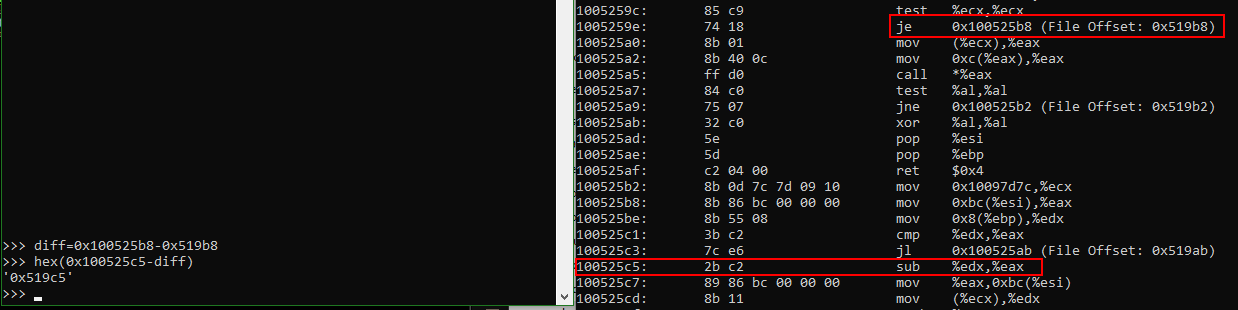 >>> diff=0x100525b8-0x519b8
>>> hex(0x100525c5-diff)
'0x519c5'
>>>
1005259c: 85 c9 test %ecx,%ecx
1005259e: 74 18 je 0x100525b8 (File Offset: 0x519b8)
100525a0: 8b 01 mov (%ecx),%eax
100525a2: 8b 40 0c mov 0xc(%eax),%eax
100525a5: ff d0 call *%eax
100525a7: 84 c0 test %al,%al
100525a9: 75 07 jne 0x100525b2 (File Offset: 0x519b2)
100525ab: 32 c0 xor %al,%al
100525ad: 5e pop %esi
100525ae: 5d pop %ebp
100525af: c2 04 00 ret $0x4
100525b2: 8b 0d 7c 7d 09 10 mov 0x10097d7c,%ecx
100525b8: 8b 86 bc 00 00 00 mov 0xbc(%esi),%eax
100525be: 8b 55 08 mov 0x8(%ebp),%edx
100525c1: 3b c2 cmp %edx,%eax
100525c3: 7c e6 jl 0x100525ab (File Offset: 0x519ab)
100525c5: 2b c2 sub %edx,%eax
100525c7: 89 86 bc 00 00 00 mov %eax,0xbc(%esi)
100525cd: 8b 11 mov (%ecx),%edx